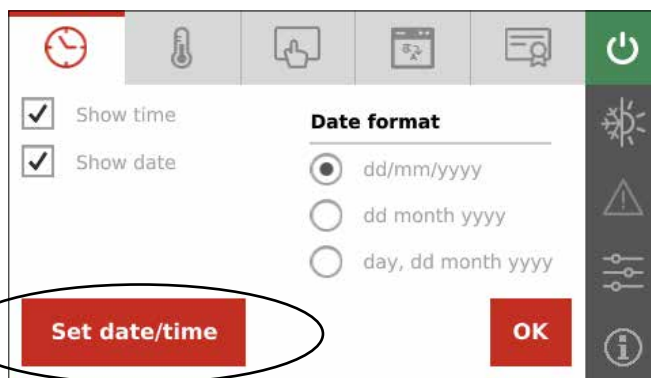 Show time
Show date
Date format
dd/mm/yyyy
dd month yyyy
day, dd month yyyy
Set date/time
OK